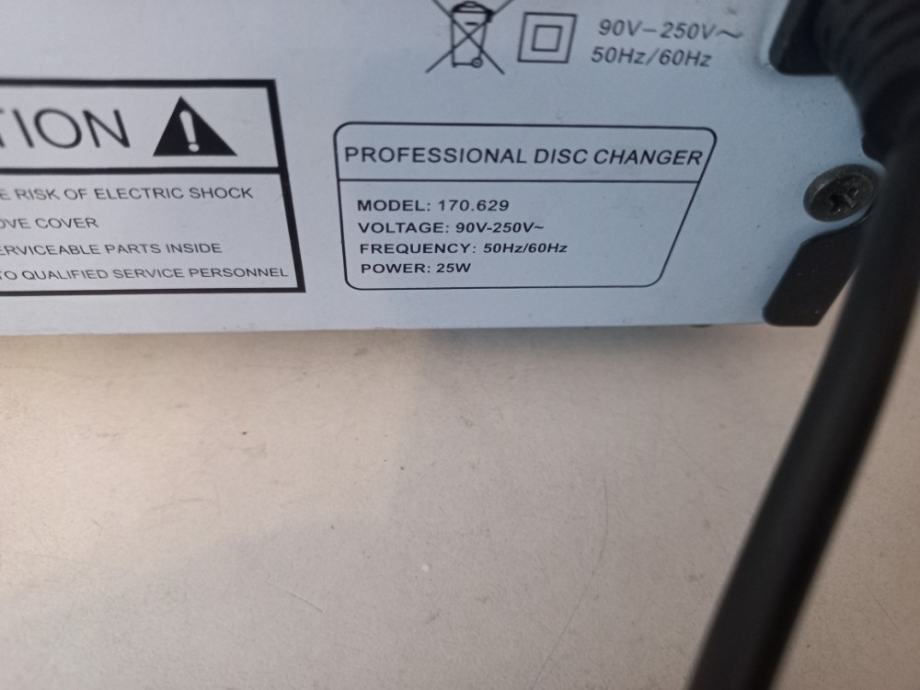 90V–250V~
50Hz/60Hz
TION
E RISK OF ELECTRIC SHOCK
OVE COVER
ERVICEABLE PARTS INSIDE
TO QUALIFIED SERVICE PERSONNEL
PROFESSIONAL DISC CHANGER
MODEL: 170.629
VOLTAGE: 90V-250V~
FREQUENCY: 50Hz/60Hz
POWER: 25W